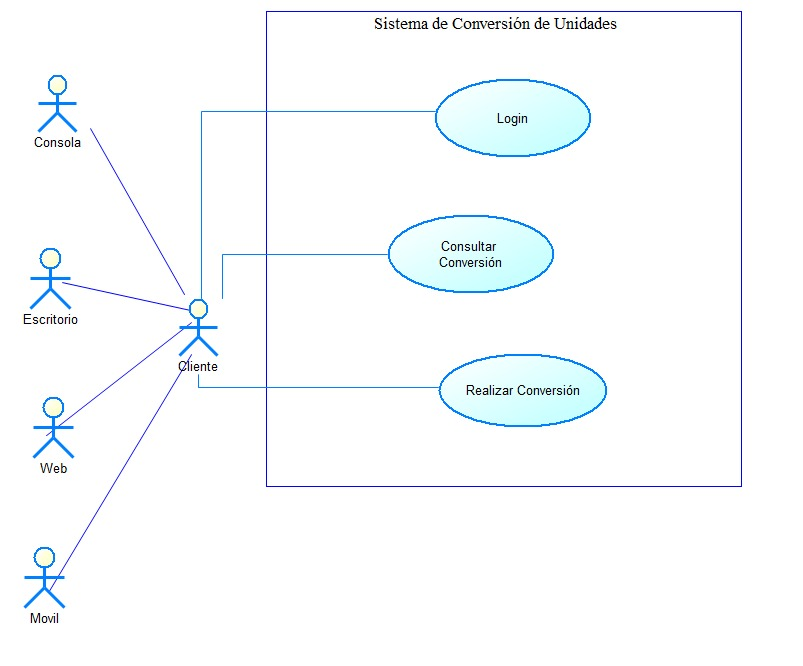 Sistema de Conversión de Unidades
Login
Consola
Consultar
Conversión
Escritorio
Cliente
Realizar Conversión
Web
Movil